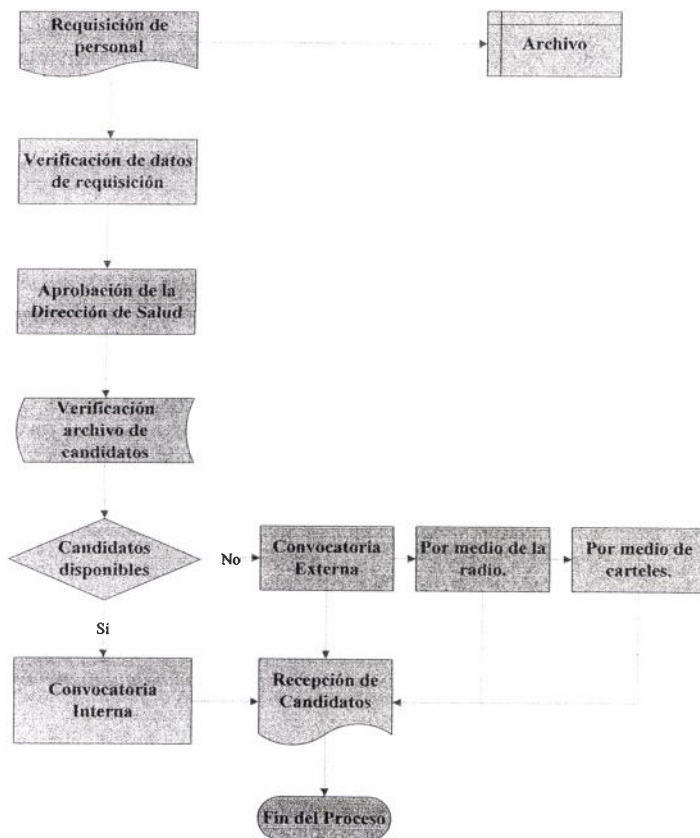 Requisición de
personal
Archivo
Verificación de datos
de requisición
Aprobación de la
Dirección de Salud
Verificación
archivo de
candidatos
Candidatos
disponibles
No
Convocatoria
Externa
Por medio de la
radio.
Por medio de
carteles.
Sí
Convocatoria
Interna
Recepción de
Candidatos
Fin del Proceso